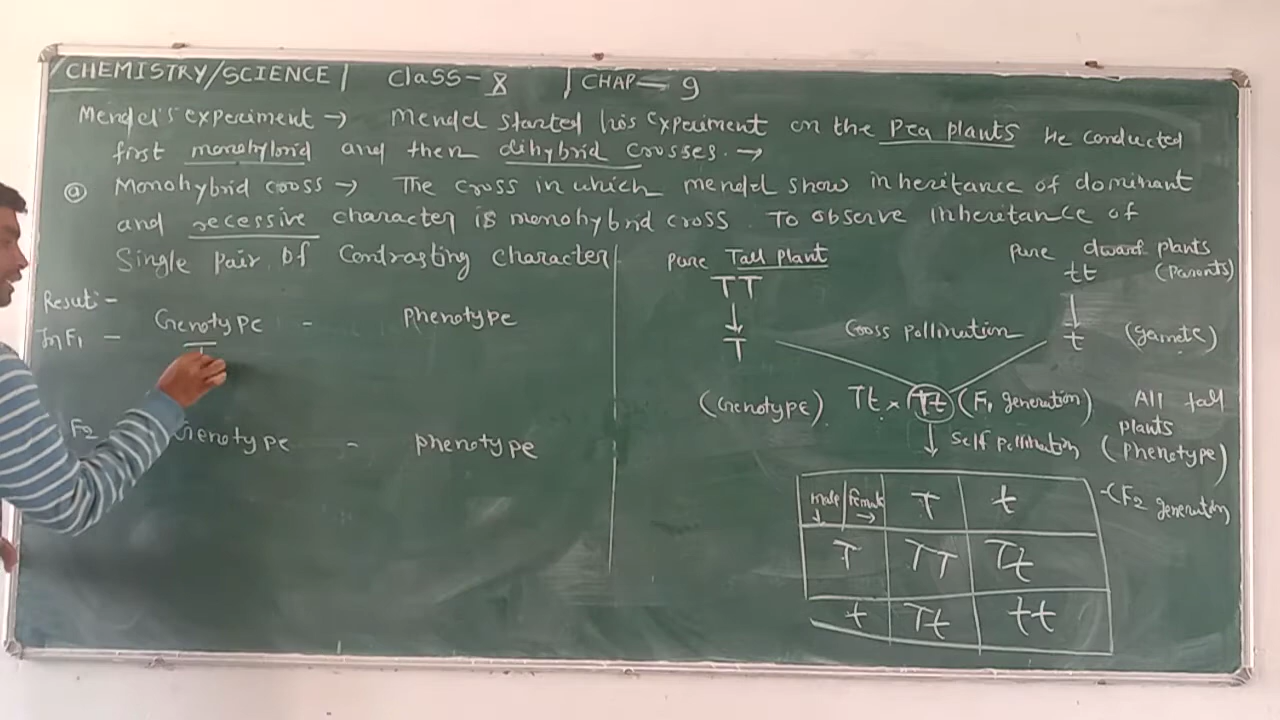 CHEMISTRY/SCIENCE | Class-8 | CHAP-9
Mendel's experiment → Mendel started his experiment on the Pea plants He conducted
first monohybrid and then dihybrid crosses. →
(a) Monohybrid cross → The cross in which mendel show inheritance of dominant
and recessive character is monohybrid cross. To observe inheritance of
Single pair of Contrasting character
Result -
In F1 - Genotype - Phenotype
F2 Genotype - Phenotype
Pure Tall Plant
TT
T
Pure dwarf plants
tt (Parents)
t (gamete)
Cross Pollination
(Genotype) Tt × Tt (F1 generation) All tall
plants
(Phenotype)
Self Pollination
-(F2 generation)
male/female T t
T TT Tt
t Tt tt